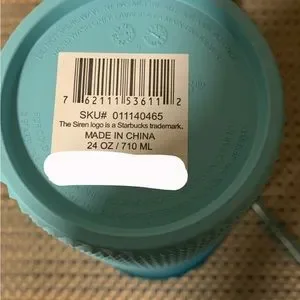 7 62111 53611 2
SKU# 011140465
The Siren logo is a Starbucks trademark.
MADE IN CHINA
24 OZ / 710 ML